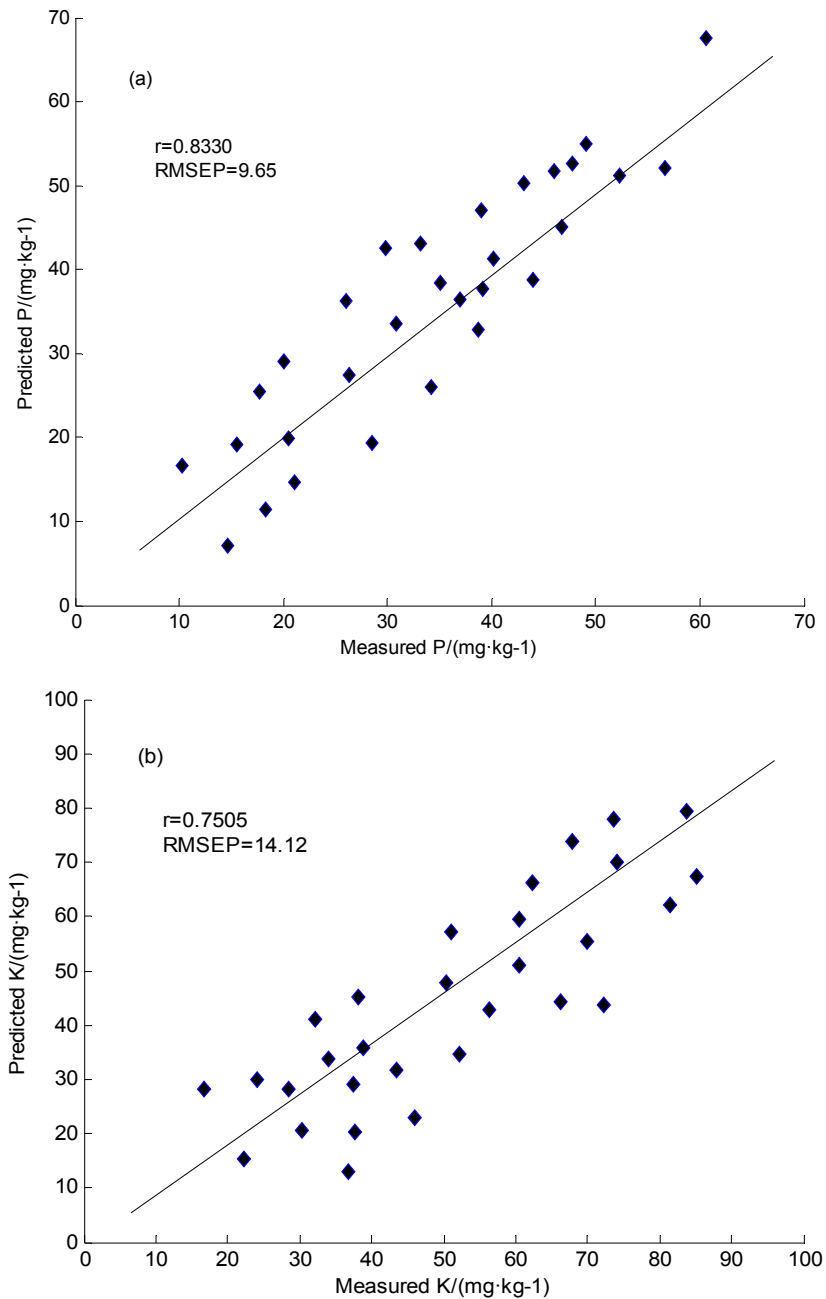 70
60
50
40
30
20
10
0
(a)
r=0.8330
RMSEP=9.65
Predicted P/(mg·kg-1)
0 10 20 30 40 50 60 70
Measured P/(mg·kg-1)
100
90
80
70
60
50
40
30
20
10
0
(b)
r=0.7505
RMSEP=14.12
Predicted K/(mg·kg-1)
0 10 20 30 40 50 60 70 80 90 100
Measured K/(mg·kg-1)